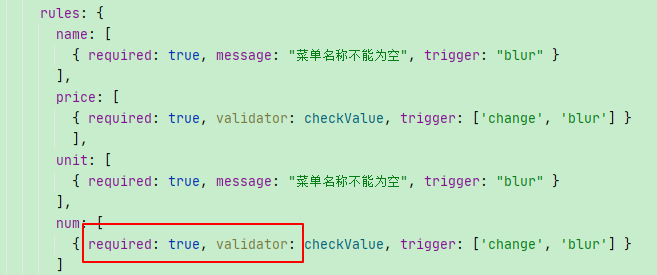 rules: {
name: [
{ required: true, message: "菜单名称不能为空", trigger: "blur" }
],
price: [
{ required: true, validator: checkValue, trigger: ['change', 'blur'] }
],
unit: [
{ required: true, message: "菜单名称不能为空", trigger: "blur" }
],
num: [
{ required: true, validator: checkValue, trigger: ['change', 'blur'] }
]